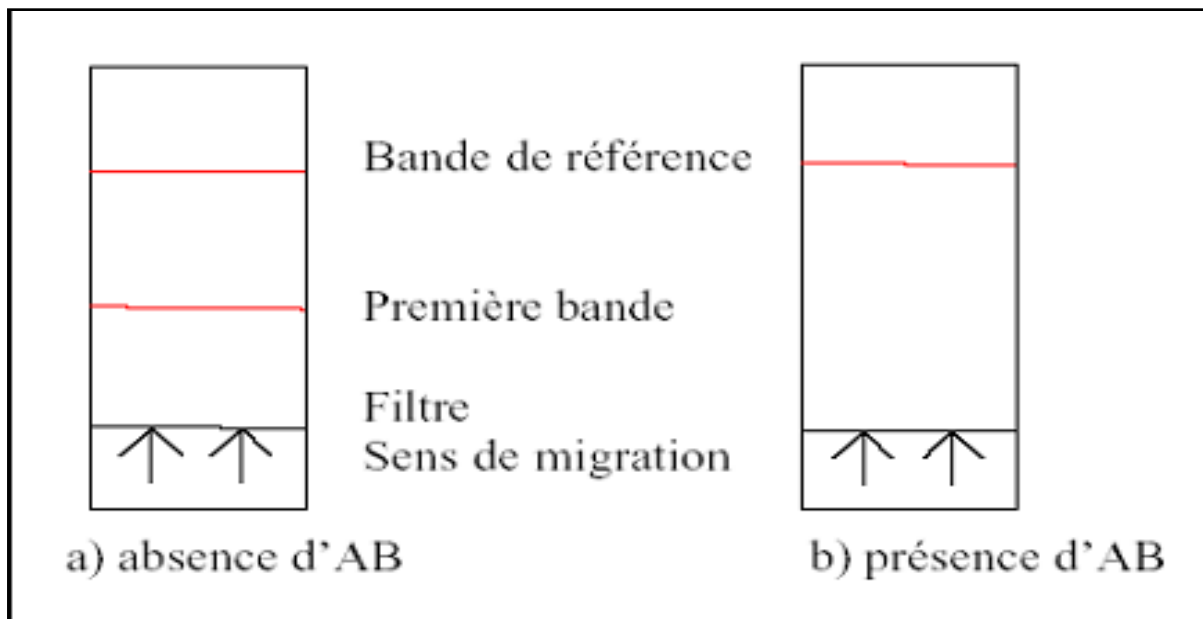 Bande de référence
Première bande
Filtre
Sens de migration
a) absence d'AB
b) présence d'AB